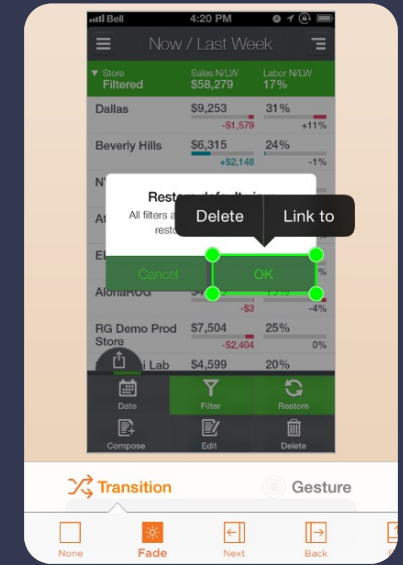 Bell 4:20 PM
Now / Last Week
Store Sales N/LW Labor N/LW
Filtered $58,279 17%
Dallas $9,253 31%
-$1,579 +11%
Beverly Hills $6,315 24%
+$2,148 -1%
Delete Link to
All filters
Cancel OK
-$3 -4%
RG Demo Prod $7,504 25%
Store
-$2,404 0%
Lab $4,599 20%
Date Filter Restore
Compose Edit Delete
Transition Gesture
None Fade Next Back